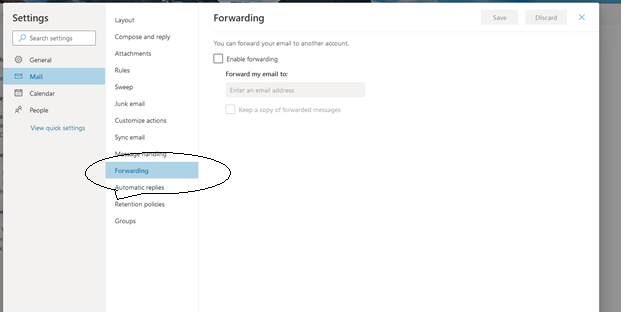 Settings
Search settings
General
Mail
Calendar
People
View quick settings
Layout
Compose and reply
Attachments
Rules
Sweep
Junk email
Customize actions
Sync email
Message handling
Forwarding
Automatic replies
Retention policies
Groups
Forwarding
Save
Discard
You can forward your email to another account.
Enable forwarding
Forward my email to:
Enter an email address
Keep a copy of forwarded messages